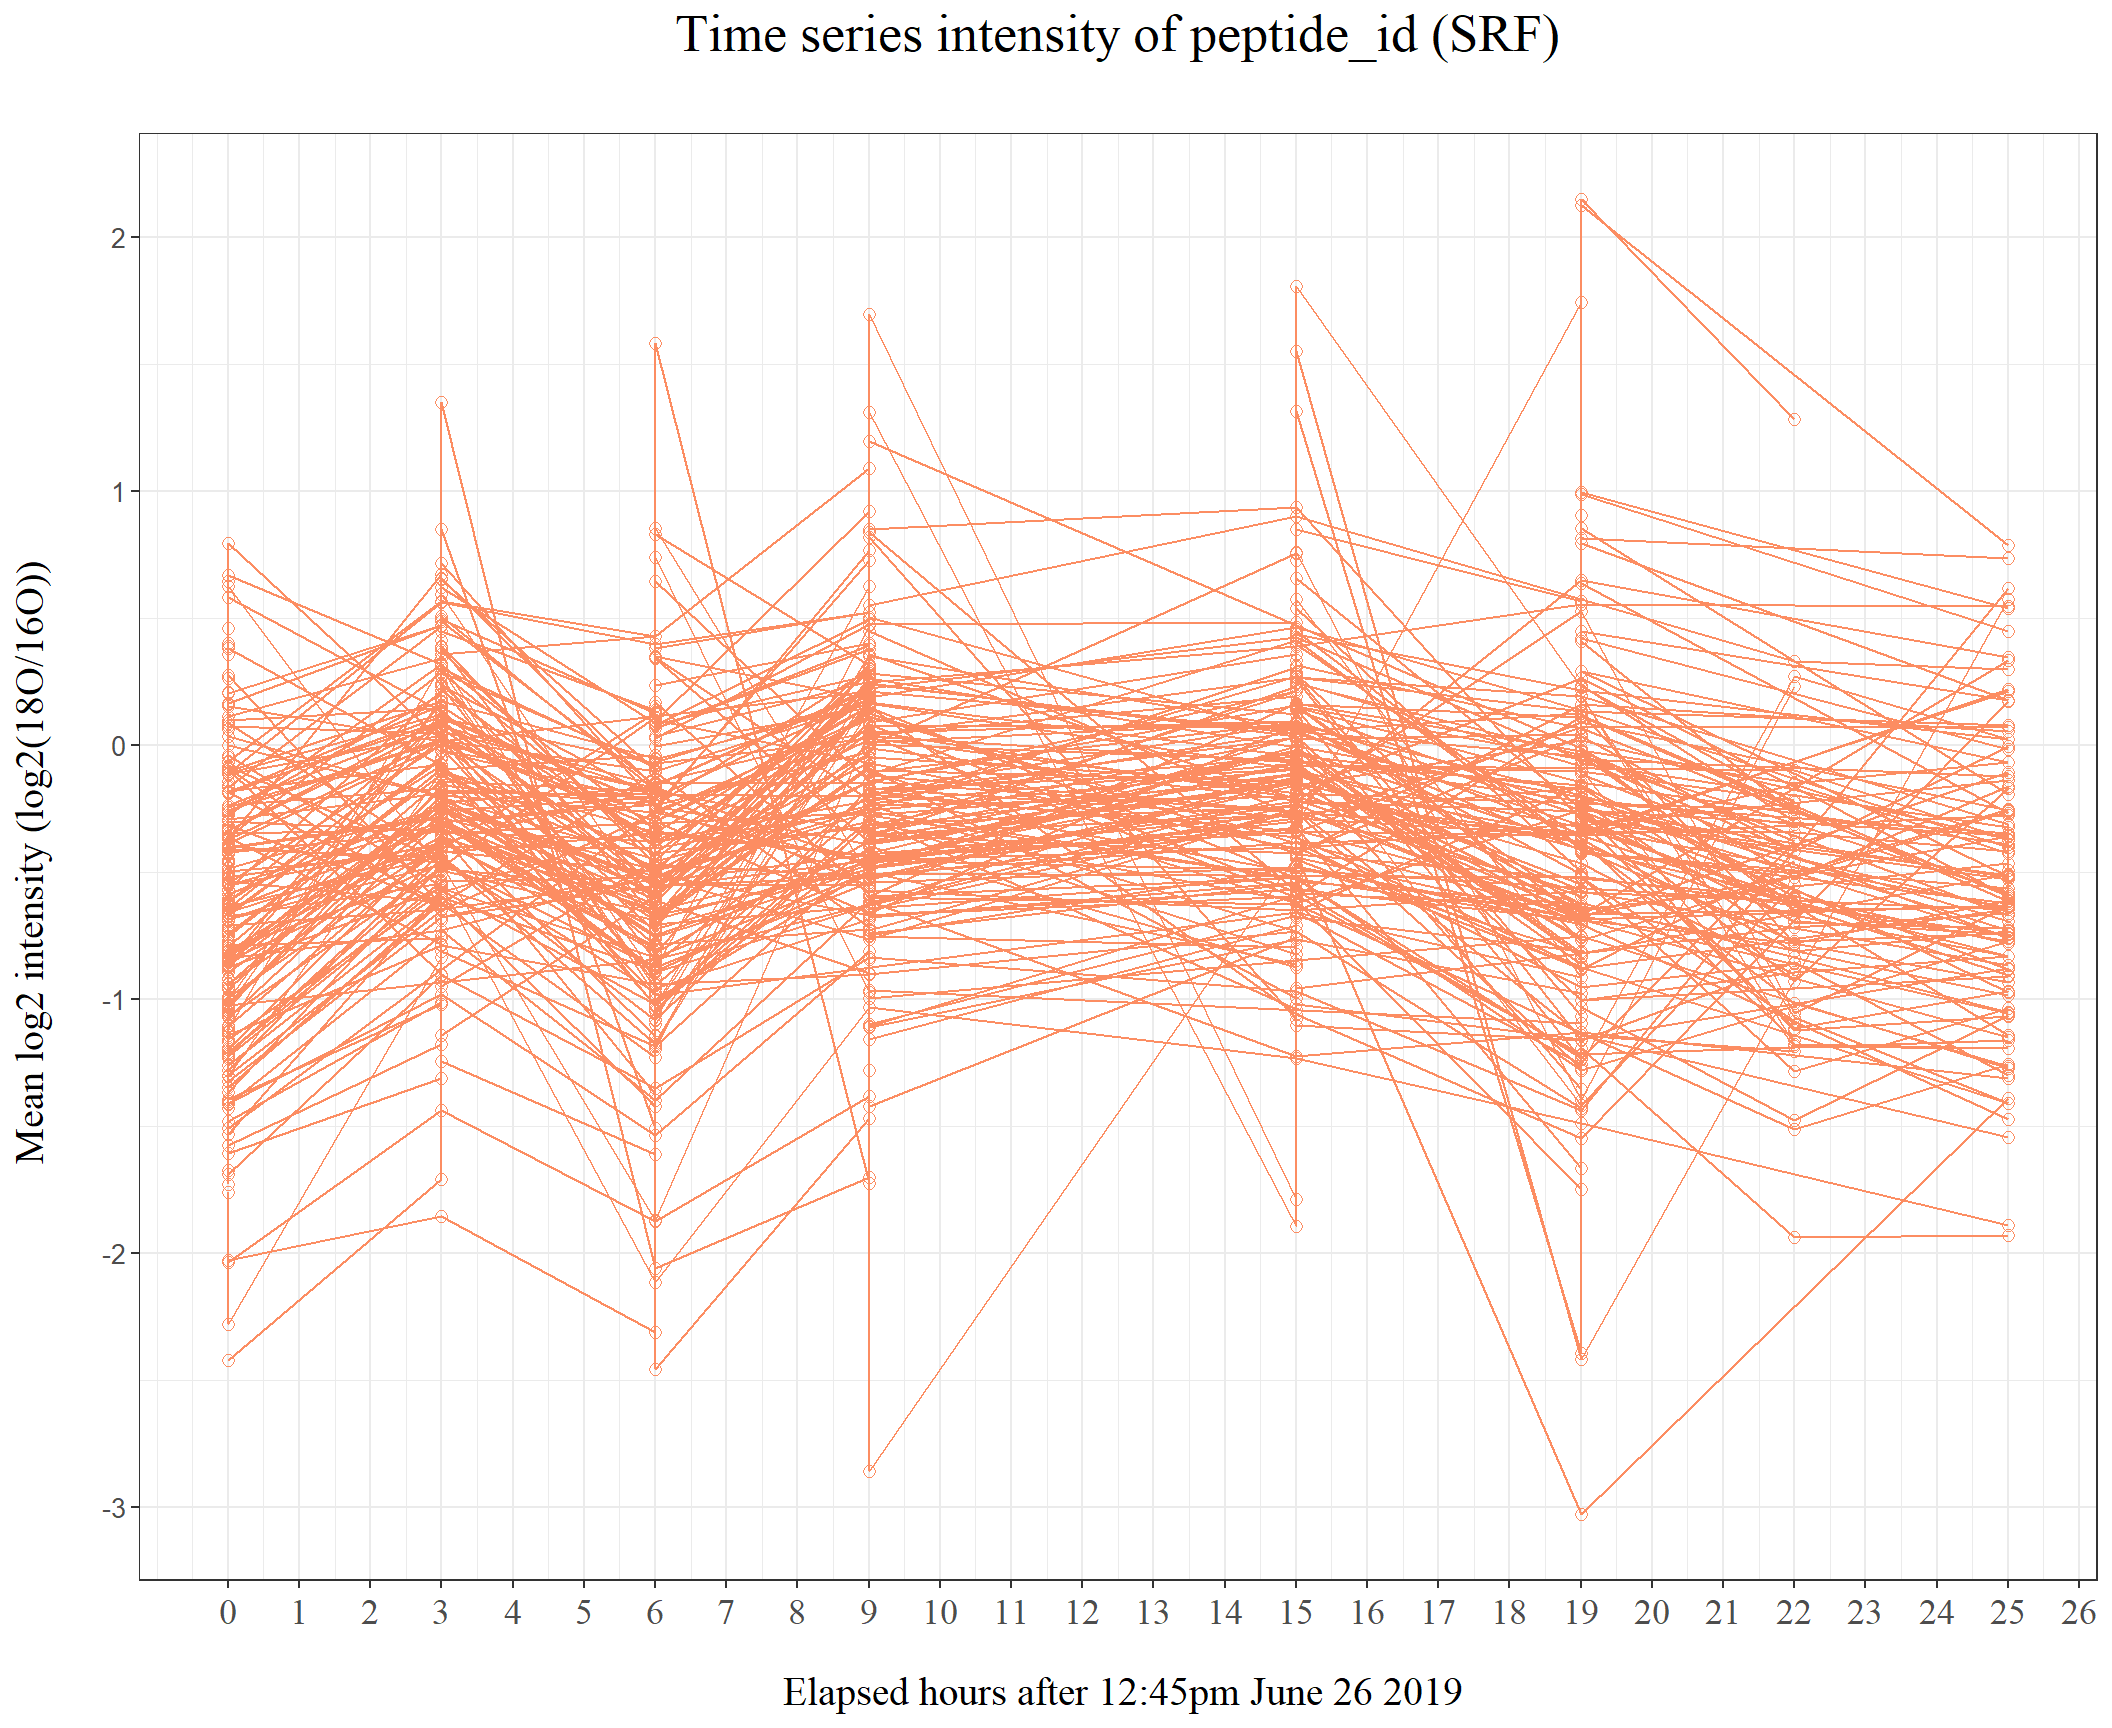 Time series intensity of peptide_id (SRF)
Mean log2 intensity (log2(18O/16O))
2
1
0
-1
-2
-3
0 1 2 3 4 5 6 7 8 9 10 11 12 13 14 15 16 17 18 19 20 21 22 23 24 25 26
Elapsed hours after 12:45pm June 26 2019